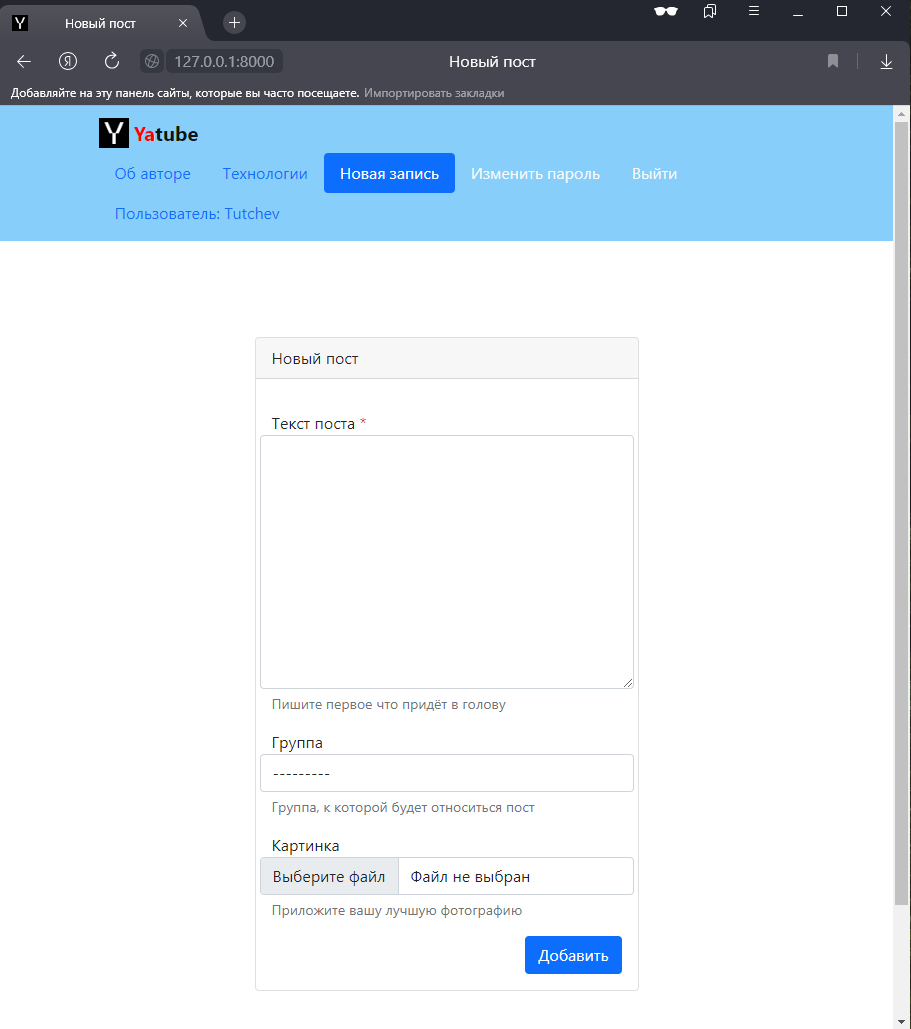 Y Новый пост
Я 127.0.0.1:8000 Новый пост
Добавляйте на эту панель сайты, которые вы часто посещаете. Импортировать закладки
Y Yatube
Об авторе Технологии Новая запись Изменить пароль Выйти
Пользователь: Tutchev
Новый пост
Текст поста *
Пишите первое что придёт в голову
Группа
---------
Группа, к которой будет относиться пост
Картинка
Выберите файл Файл не выбран
Приложите вашу лучшую фотографию
Добавить